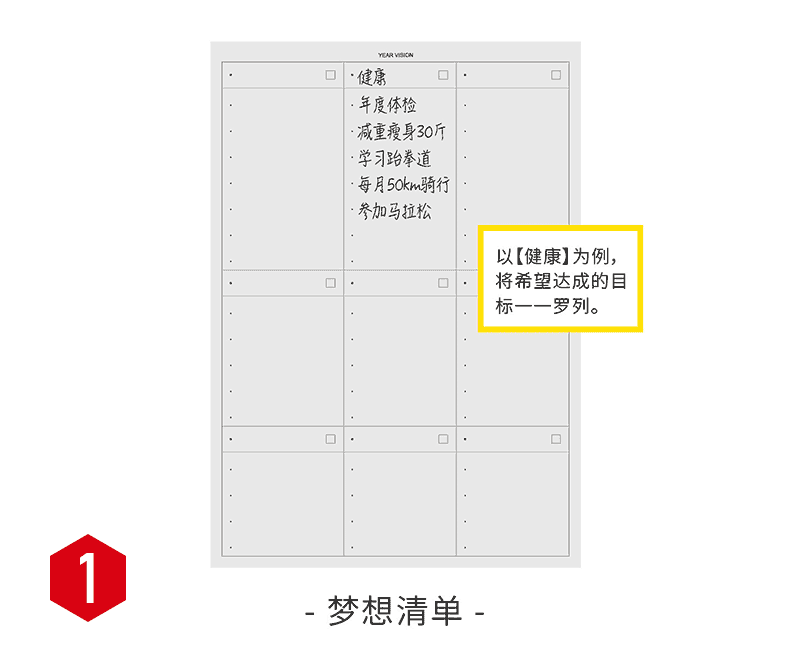 YEAR VISION
健康
年度体检
减重瘦身30斤
学习跆拳道
每月50km骑行
参加马拉松
以【健康】为例，
将希望达成的目
标一一罗列。
1
- 梦想清单 -